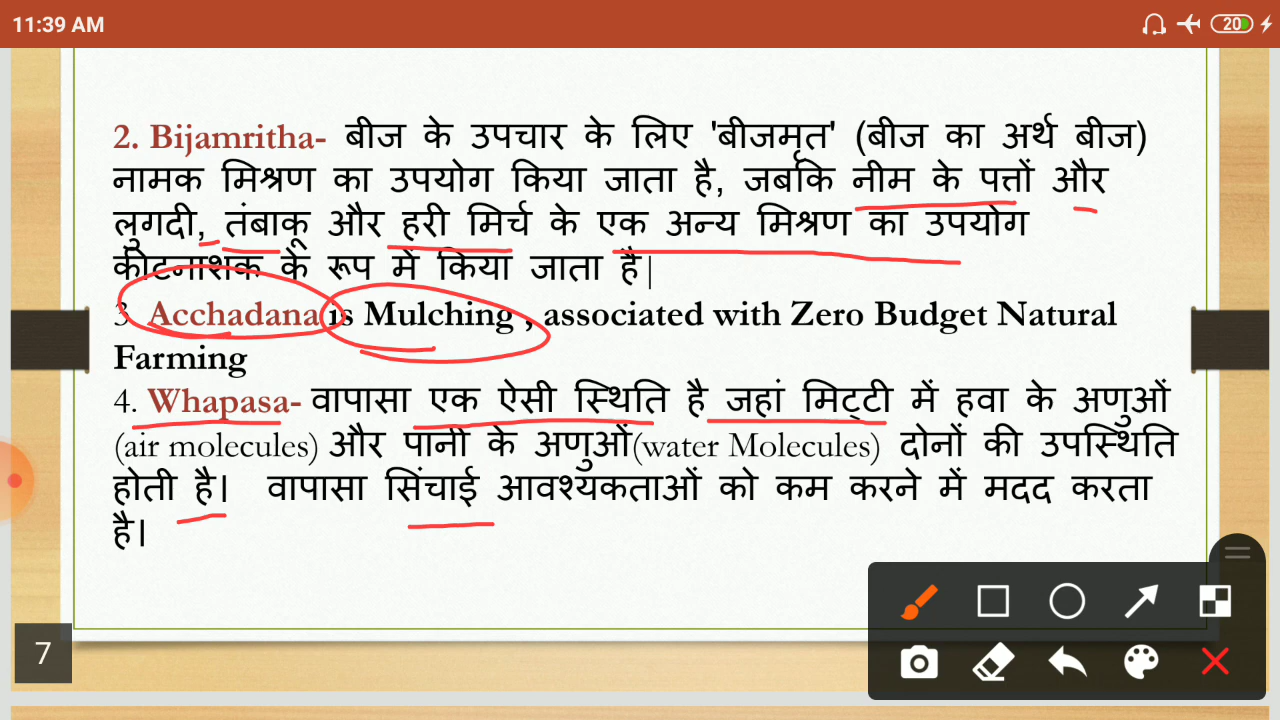 11:39 AM
20
2. Bijamritha- बीज के उपचार के लिए 'बीजमृत' (बीज का अर्थ बीज)
नामक मिश्रण का उपयोग किया जाता है, जबकि नीम के पत्तों और
लुगदी, तंबाकू और हरी मिर्च के एक अन्य मिश्रण का उपयोग
कीटनाशक के रूप में किया जाता है|
3. Acchadana is Mulching , associated with Zero Budget Natural
Farming
4. Whapasa- वापासा एक ऐसी स्थिति है जहां मिट्टी में हवा के अणुओं
(air molecules) और पानी के अणुओं(water Molecules) दोनों की उपस्थिति
होती है। वापासा सिंचाई आवश्यकताओं को कम करने में मदद करता
है।
7